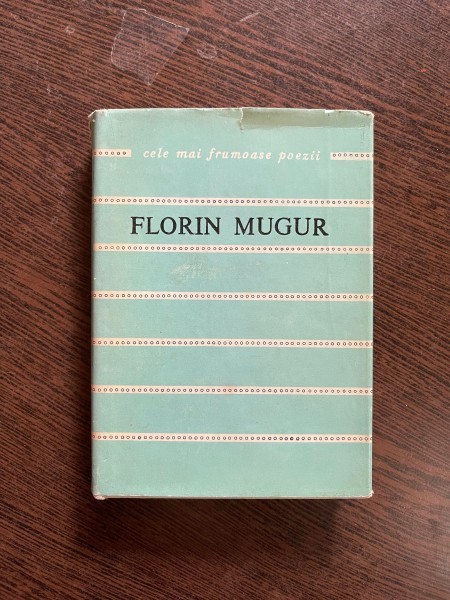 cele mai frumoase poezii
FLORIN MUGUR